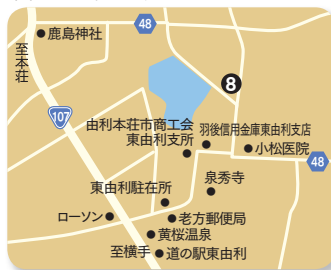 48
鹿島神社
至本荘
8
107
由利本荘市商工会
東由利支所
羽後信用金庫東由利支店
小松医院
48
泉秀寺
東由利駐在所
ローソン
老方郵便局
黄桜温泉
至横手
道の駅東由利